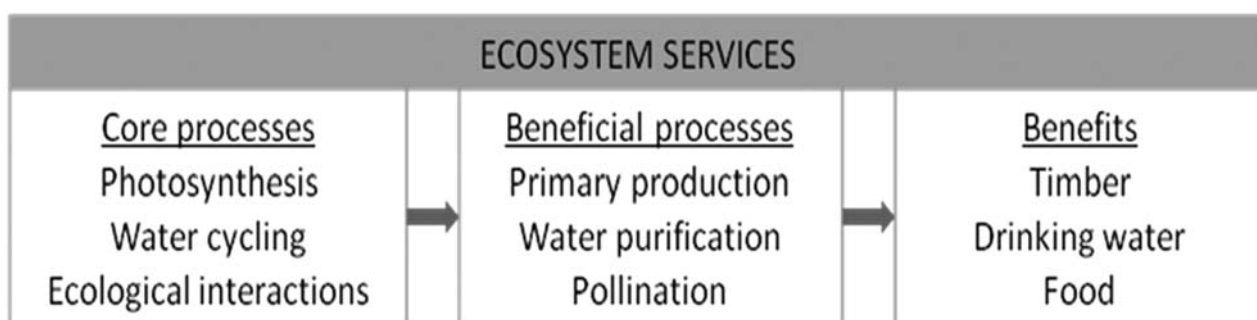 ECOSYSTEM SERVICES
Core processes
Photosynthesis
Water cycling
Ecological interactions
Beneficial processes
Primary production
Water purification
Pollination
Benefits
Timber
Drinking water
Food